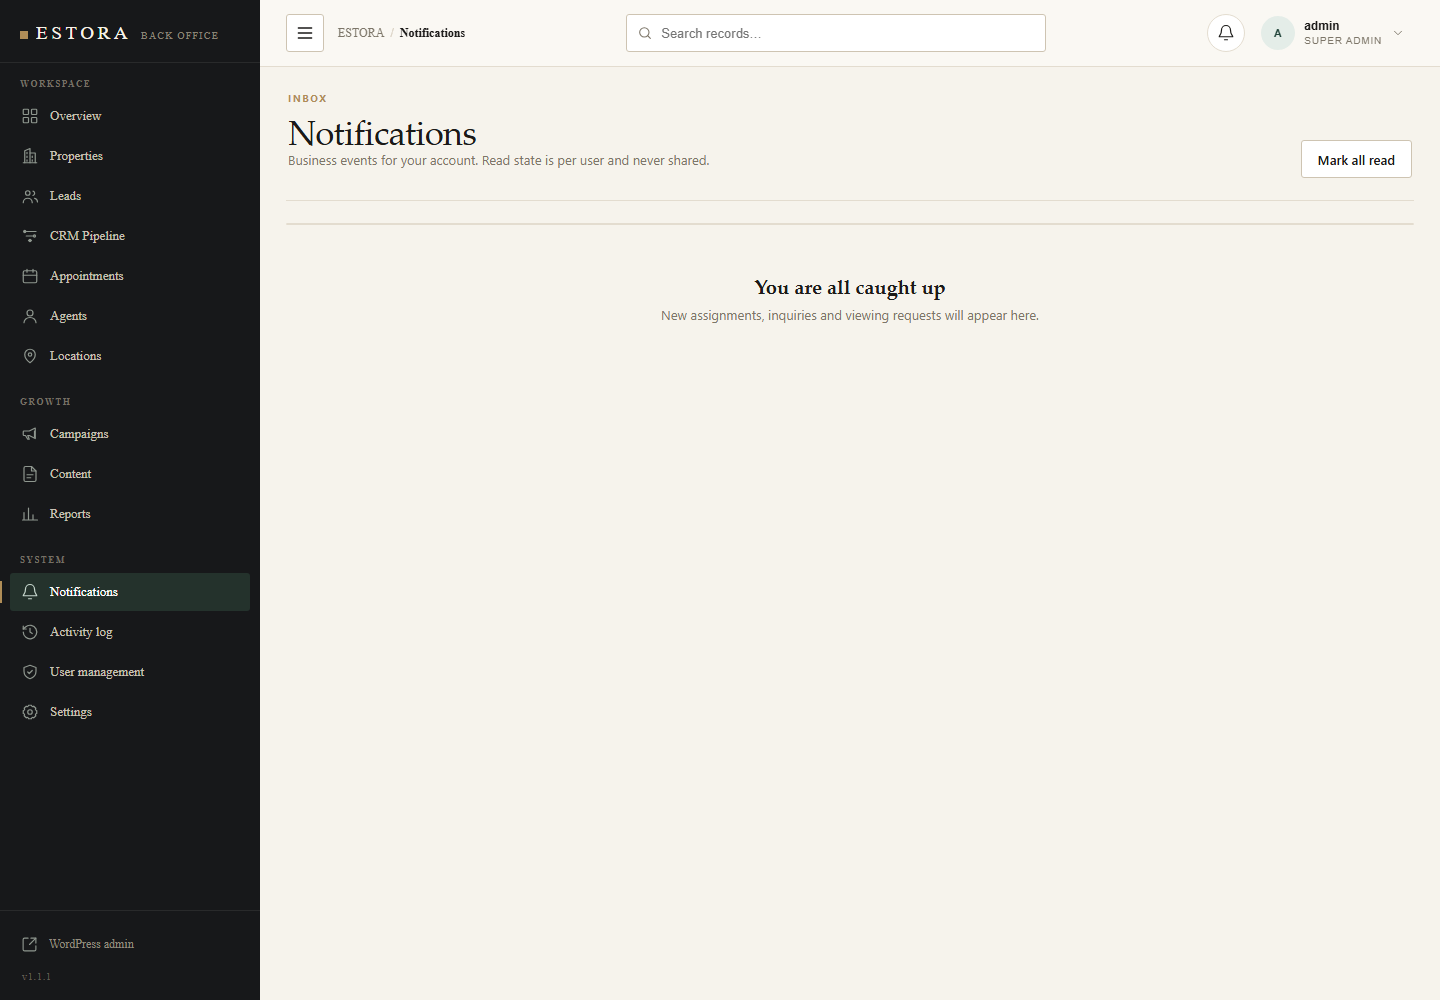 ESTORA BACK OFFICE
WORKSPACE
Overview
Properties
Leads
CRM Pipeline
Appointments
Agents
Locations
GROWTH
Campaigns
Content
Reports
SYSTEM
Notifications
Activity log
User management
Settings
WordPress admin
v1.1.1
ESTORA / Notifications
Search records...
A
admin
SUPER ADMIN
INBOX
Notifications
Business events for your account. Read state is per user and never shared.
Mark all read
You are all caught up
New assignments, inquiries and viewing requests will appear here.